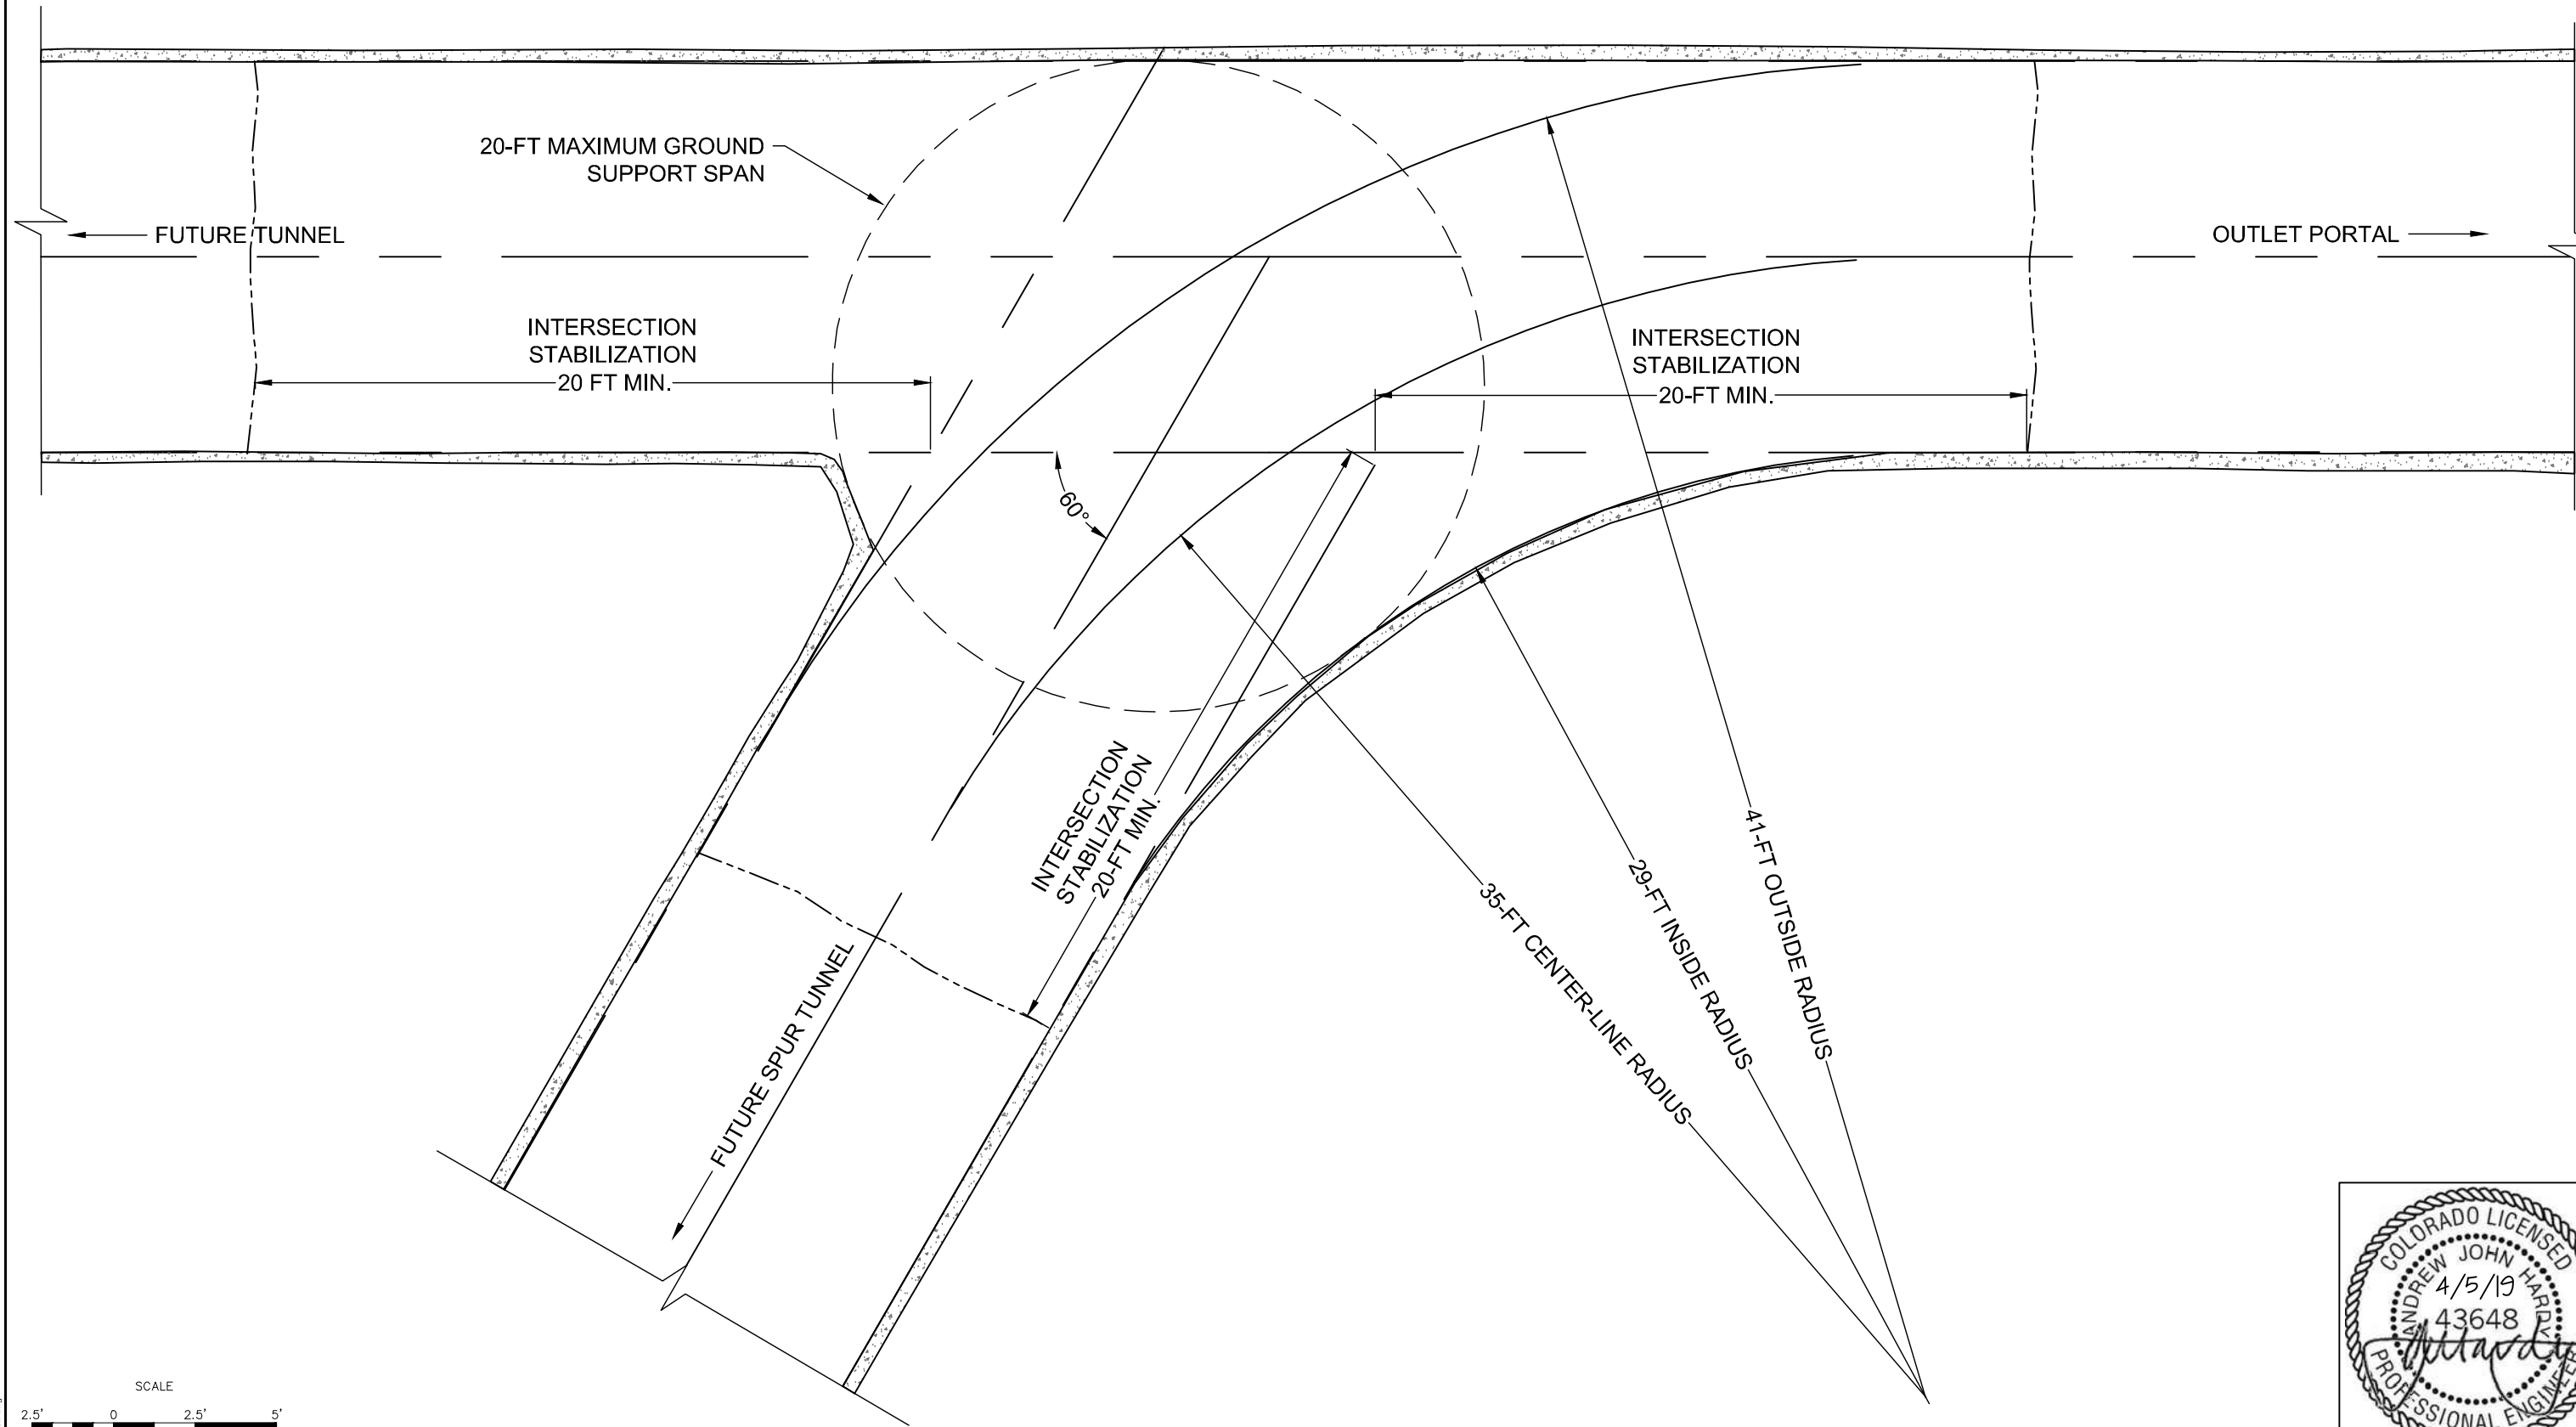 20-FT MAXIMUM GROUND
SUPPORT SPAN
FUTURE TUNNEL
OUTLET PORTAL
INTERSECTION
STABILIZATION
20 FT MIN.
INTERSECTION
STABILIZATION
20-FT MIN.
60°
INTERSECTION
STABILIZATION
20-FT MIN.
FUTURE SPUR TUNNEL
35-FT CENTER-LINE RADIUS
29-FT INSIDE RADIUS
41-FT OUTSIDE RADIUS
SCALE
2.5' 0 2.5' 5'
COLORADO LICENSED
ANDREW JOHN HARDY
4/5/19
43648
PROFESSIONAL ENGINEER